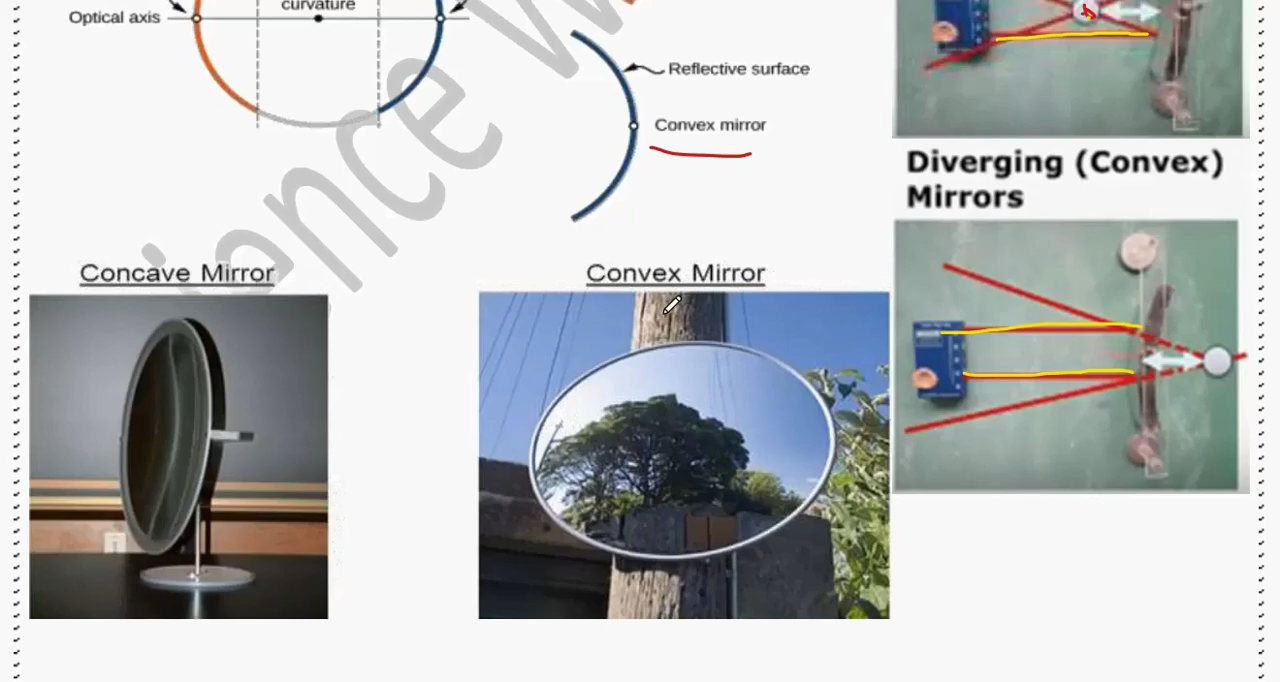 Optical axis
curvature
Reflective surface
Convex mirror
Diverging (Convex)
Mirrors
Concave Mirror
Convex Mirror